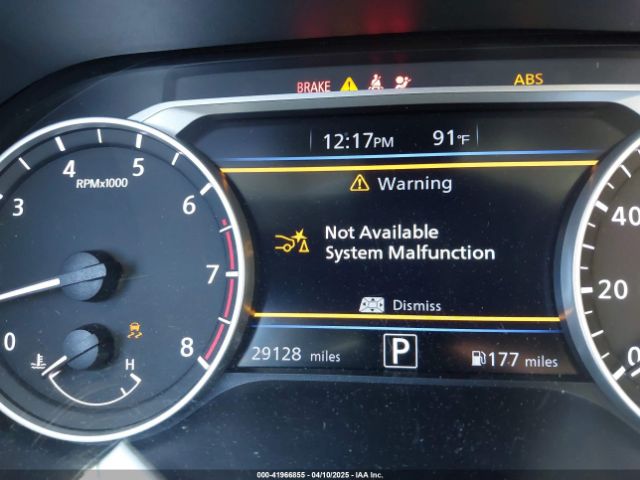 BRAKE
ABS
12:17PM 91°F
Warning
Not Available
System Malfunction
Dismiss
29128 miles
P
177 miles
RPMx1000
0
3
4
5
6
7
8
H
40
20
0
000-41966855 - 04/10/2025 - IAA Inc.